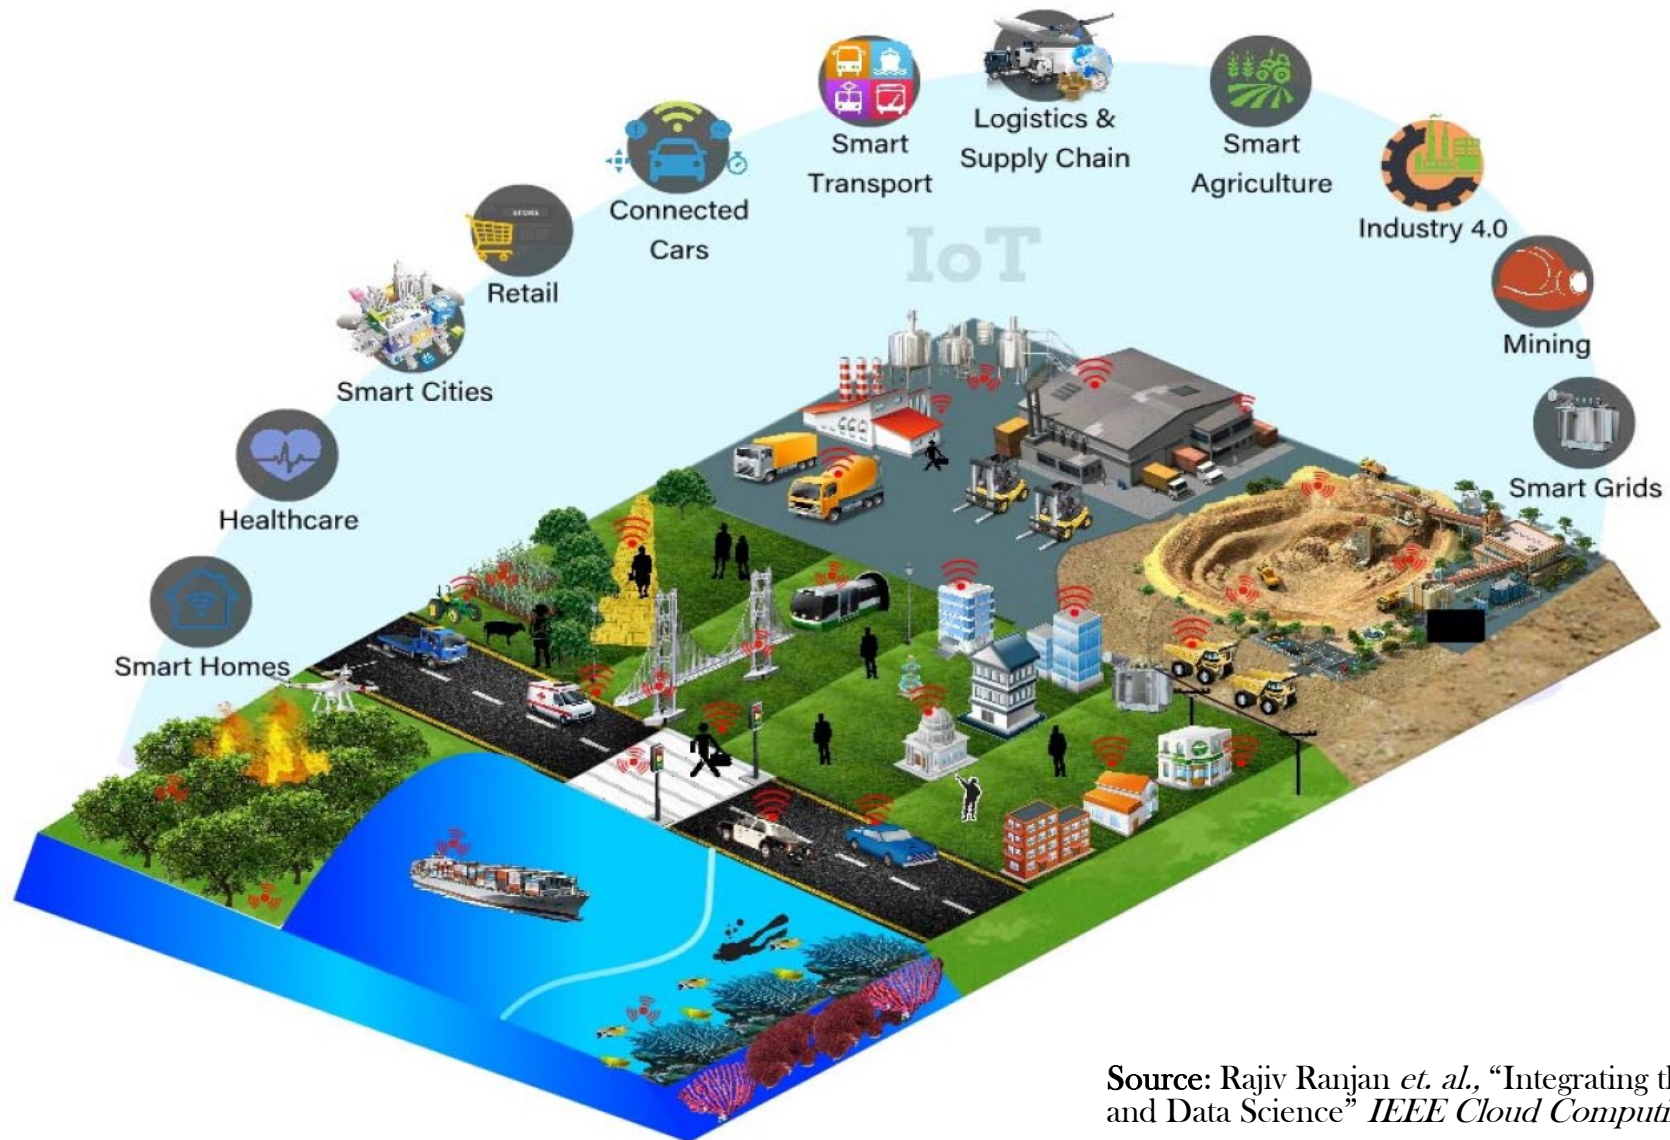 Smart Homes
Healthcare
Smart Cities
Retail
Connected
Cars
Smart
Transport
Logistics &
Supply Chain
Smart
Agriculture
Industry 4.0
Mining
Smart Grids
IoT
STORE
Source: Rajiv Ranjan et. al., “Integrating
and Data Science” IEEE Cloud